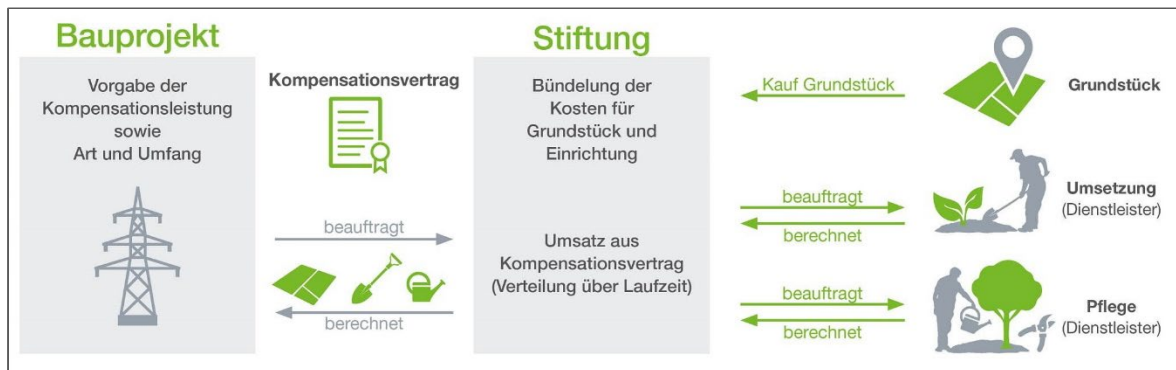 Bauprojekt
Vorgabe der
Kompensationsleistung
sowie
Art und Umfang
Kompensationsvertrag
beauftragt
berechnet
Stiftung
Bündelung der
Kosten für
Grundstück und
Einrichtung
Umsatz aus
Kompensationsvertrag
(Verteilung über Laufzeit)
Kauf Grundstück
Grundstück
beauftragt
berechnet
Umsetzung
(Dienstleister)
beauftragt
berechnet
Pflege
(Dienstleister)